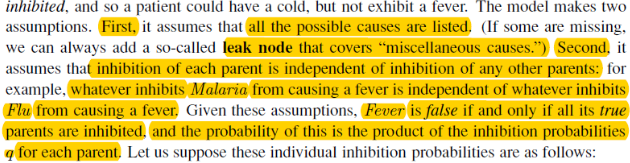 inhibited, and so a patient could have a cold, but not exhibit a fever. The model makes two
assumptions. First, it assumes that all the possible causes are listed. (If some are missing,
we can always add a so-called leak node that covers “miscellaneous causes.”) Second, it
assumes that inhibition of each parent is independent of inhibition of any other parents: for
example, whatever inhibits Malaria from causing a fever is independent of whatever inhibits
Flu from causing a fever. Given these assumptions, Fever is false if and only if all its true
parents are inhibited, and the probability of this is the product of the inhibition probabilities
q for each parent. Let us suppose these individual inhibition probabilities are as follows: